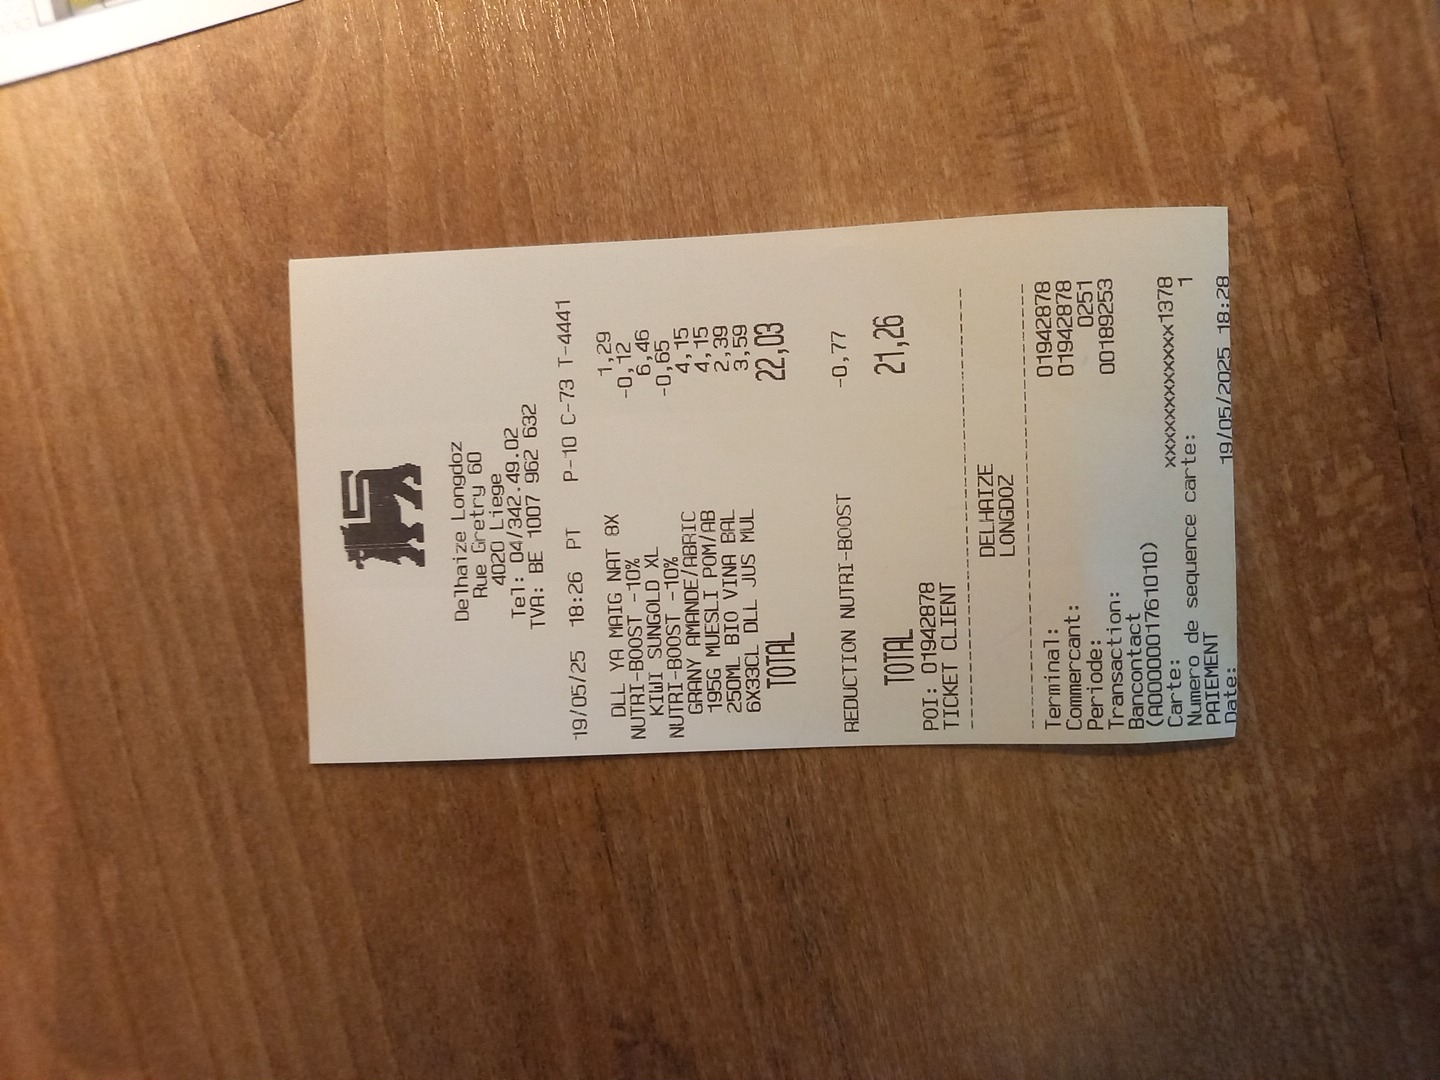 Delhaize Longdoz
Rue Gretry 60
4020 Liege
Tel: 04/342.49.02
TVA: BE 1007 962 632
19/05/25 18:26 PT P-10 C-73 T-4441
DLL YA MAIG NAT 8X 1,29
NUTRI-BOOST -10% -0,12
KIWI SUNGOLD XL 6,46
NUTRI-BOOST -10% -0,65
GRANY AMANDE/ABRIC 4,15
195G MUESLI POM/AB 4,15
250ML BIO VINA BAL 2,39
6X33CL DLL JUS MUL 3,59
TOTAL 22,03
REDUCTION NUTRI-BOOST -0,77
TOTAL 21,26
POI: 01942878
TICKET CLIENT
DELHAIZE
LONGDOZ
Terminal: 01942878
Commercant: 01942878
Periode: 0251
Transaction: 00189253
Bancontact
(A0000001761010)
Carte: xxxxxxxxxxxxx1378
Numero de sequence carte: 1
PAIEMENT
Date: 19/05/2025 18:28